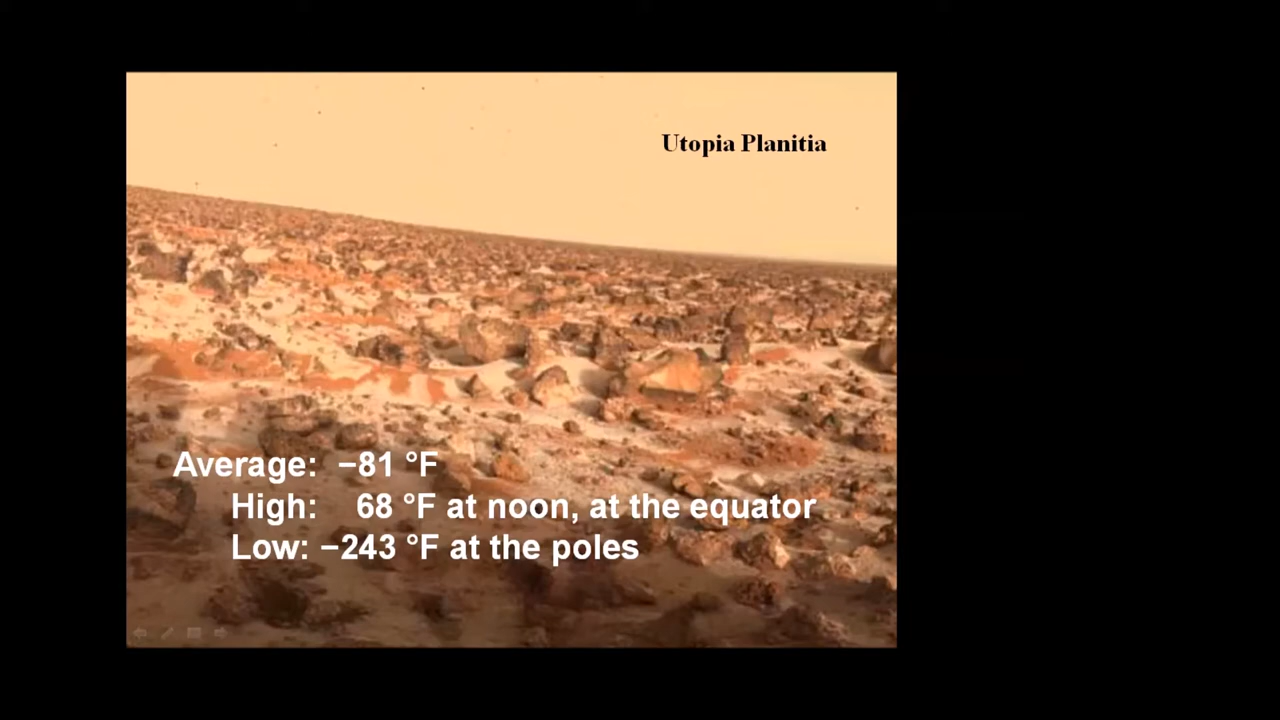 Utopia Planitia
Average: −81 °F
High: 68 °F at noon, at the equator
Low: −243 °F at the poles